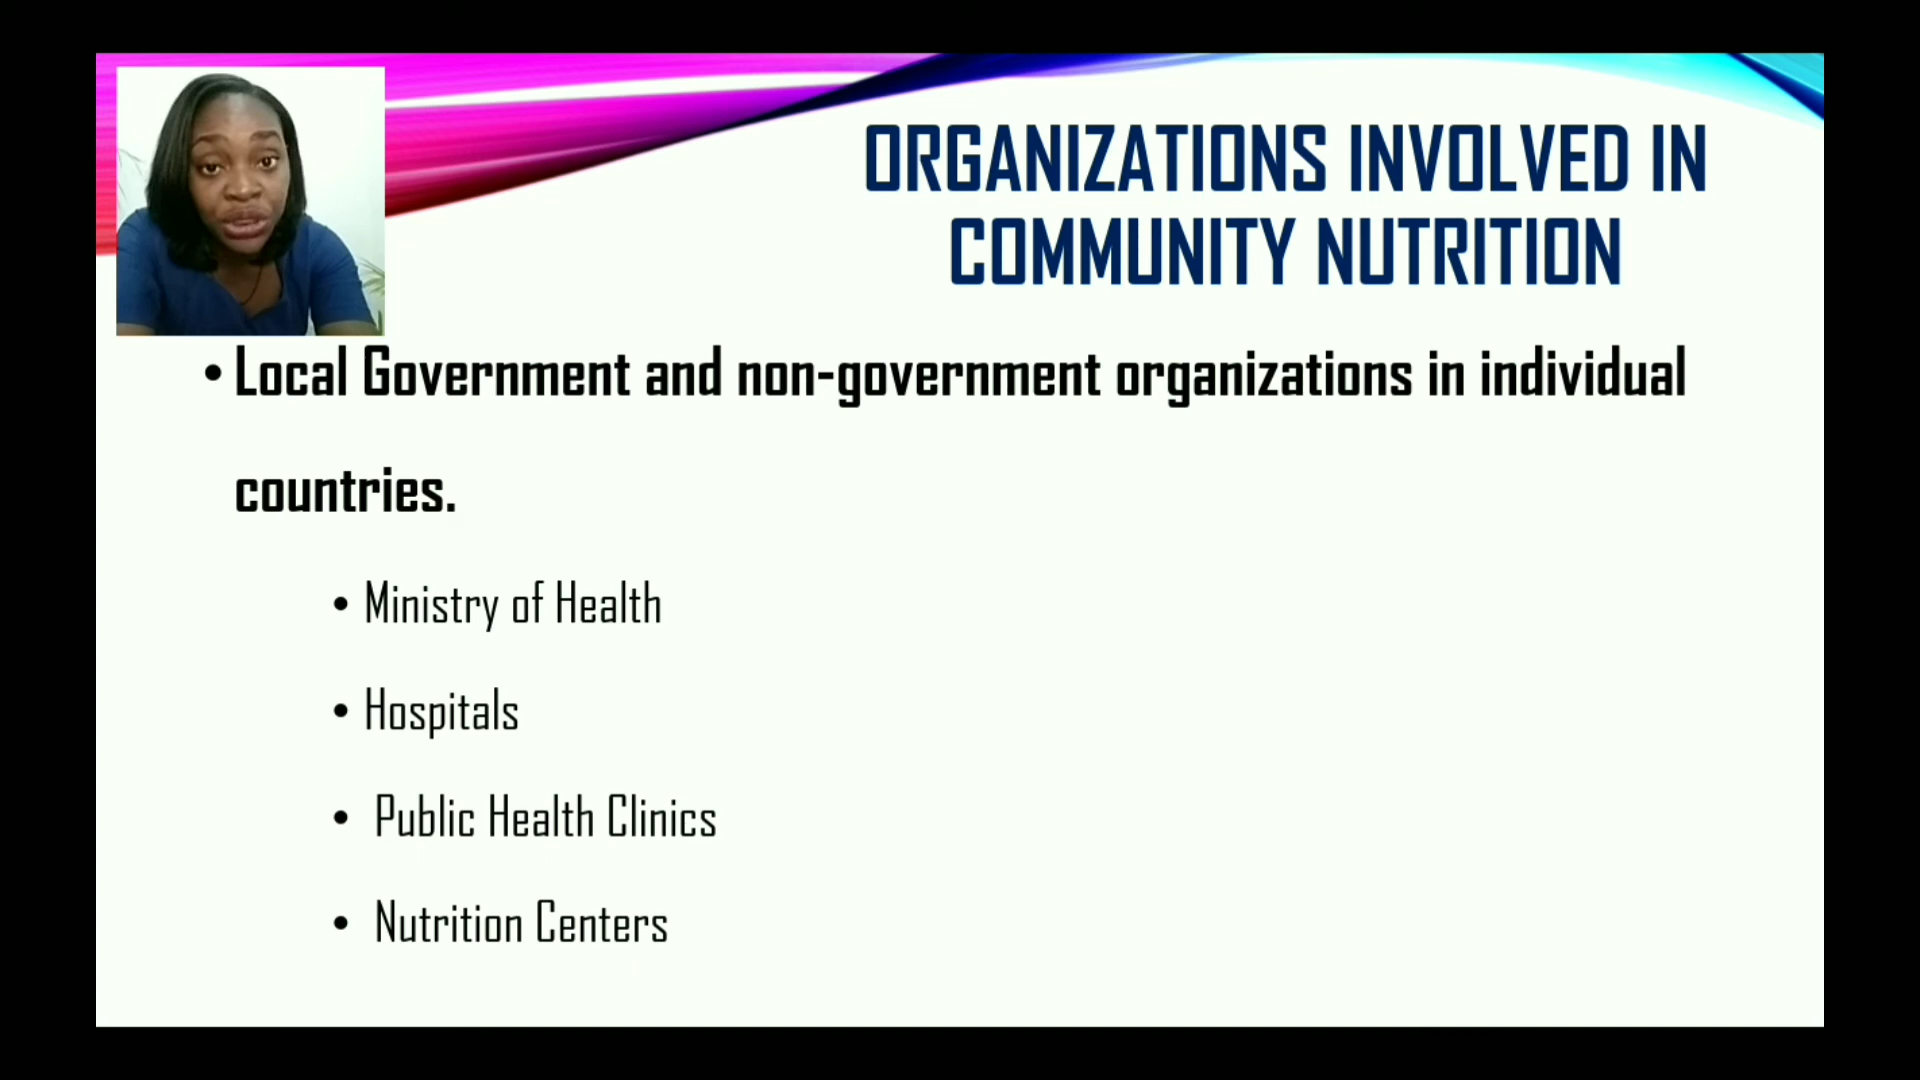 ORGANIZATIONS INVOLVED IN
COMMUNITY NUTRITION
• Local Government and non-government organizations in individual
countries.
• Ministry of Health
• Hospitals
• Public Health Clinics
• Nutrition Centers